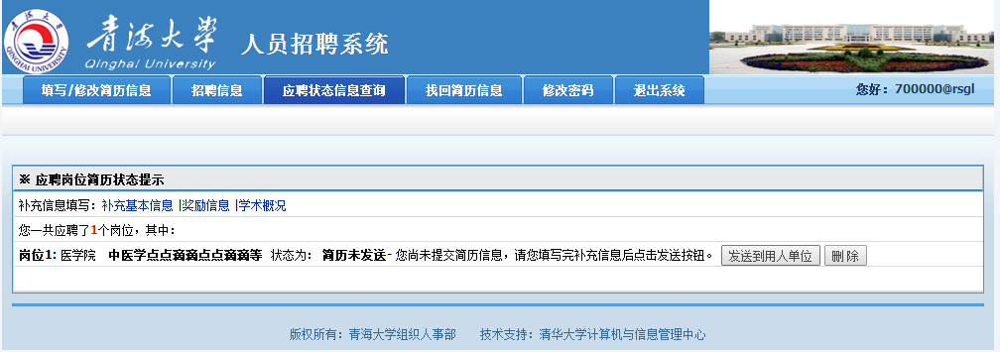 青海大学 人员招聘系统
Qinghai University
QINGHAI UNIVERSITY
填写/修改简历信息 招聘信息 应聘状态信息查询 找回简历信息 修改密码 退出系统 您好：700000@rsgl
※ 应聘岗位简历状态提示
补充信息填写：补充基本信息 |奖励信息 |学术概况
您一共应聘了1个岗位，其中：
岗位1: 医学院 中医学点点滴滴点点滴滴等 状态为： 简历未发送- 您尚未提交简历信息，请您填写完补充信息后点击发送按钮。 发送到用人单位 删 除
版权所有：青海大学组织人事部 技术支持：清华大学计算机与信息管理中心